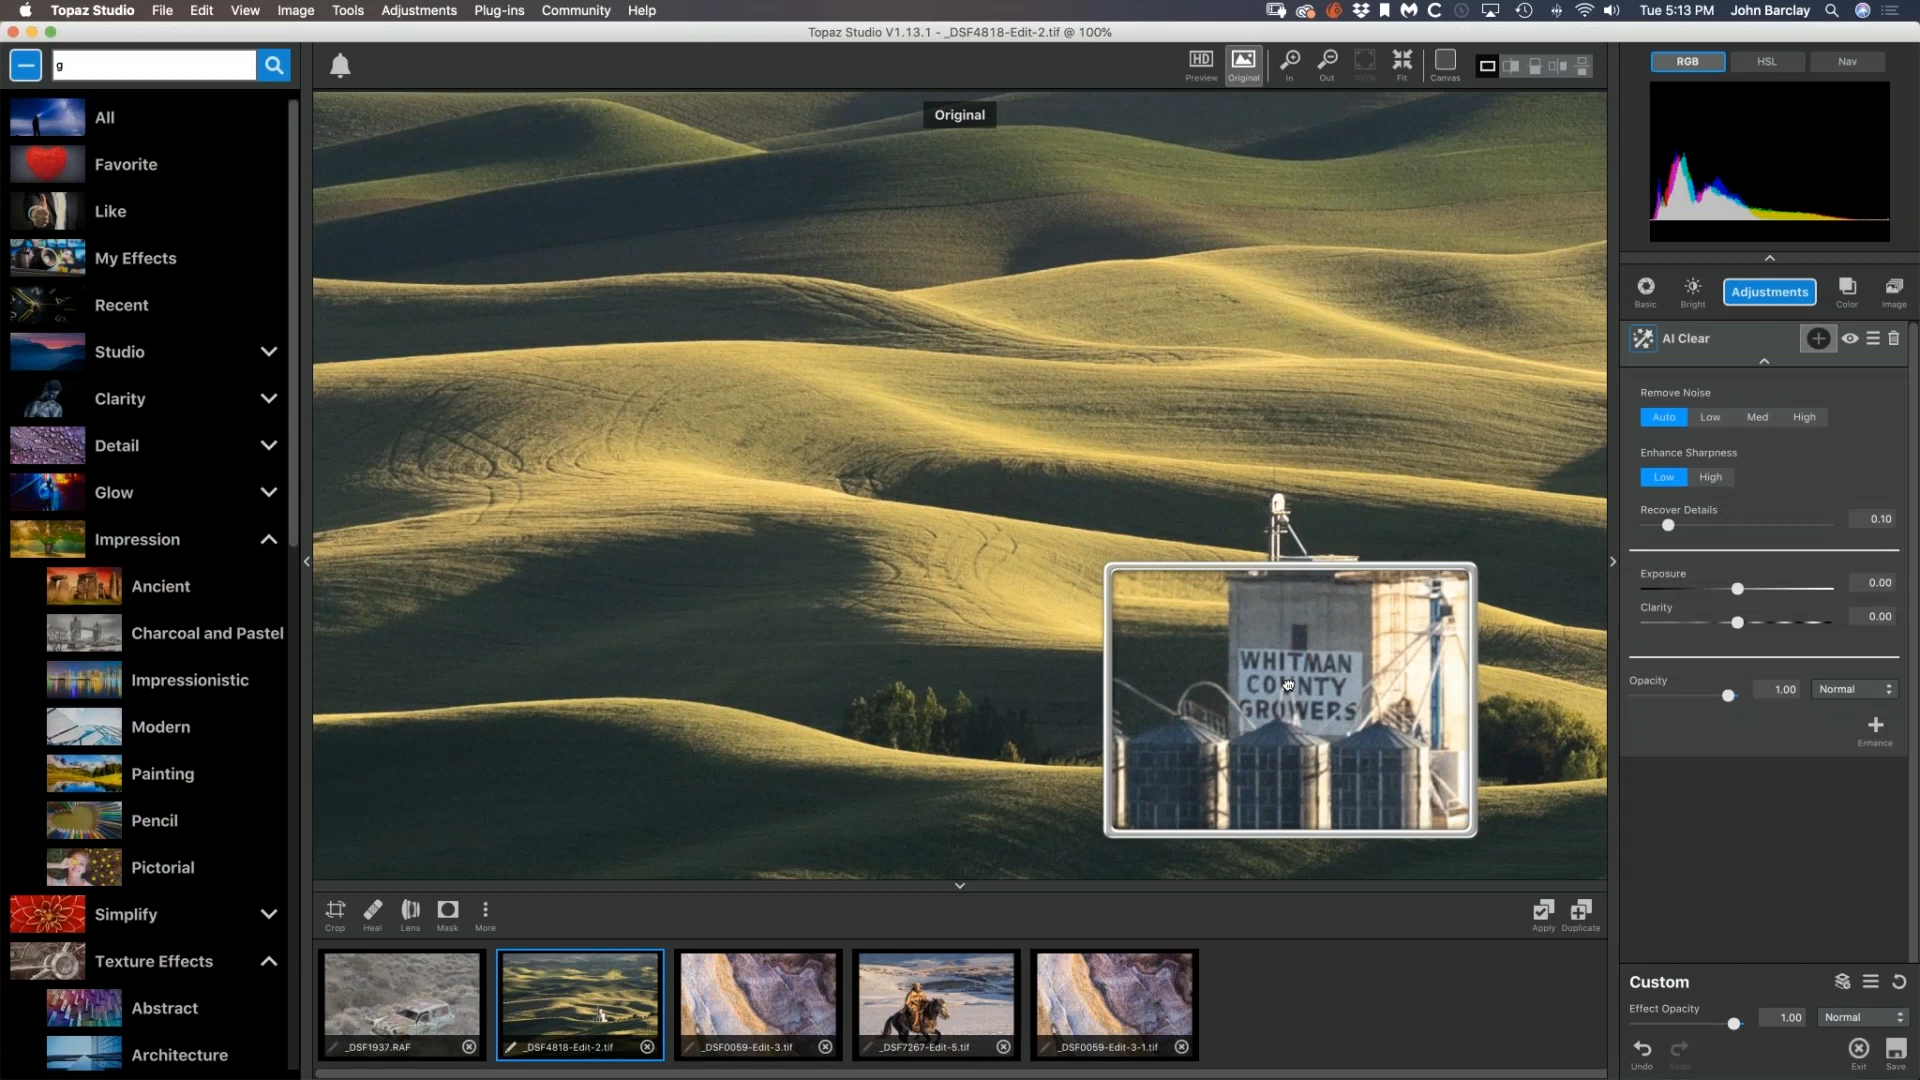 Topaz Studio File Edit View Image Tools Adjustments Plug-ins Community Help
Tue 5:13 PM John Barclay
Topaz Studio V1.13.1 - _DSF4818-Edit-2.tif @ 100%
g
All
Favorite
Like
My Effects
Recent
Studio
Clarity
Detail
Glow
Impression
Ancient
Charcoal and Pastel
Impressionistic
Modern
Painting
Pencil
Pictorial
Simplify
Texture Effects
Abstract
Architecture
HD
Preview Original In Out 100% Fit Canvas
Original
WHITMAN
COUNTY
GROWERS
Crop Heal Lens Mask More
Apply Duplicate
_DSF1937.RAF
_DSF4818-Edit-2.tif
_DSF0059-Edit-3.tif
_DSF7267-Edit-5.tif
_DSF0059-Edit-3-1.tif
RGB HSL Nav
Basic Bright Adjustments Color Image
AI Clear
Remove Noise
Auto Low Med High
Enhance Sharpness
Low High
Recover Details 0.10
Exposure 0.00
Clarity 0.00
Opacity 1.00 Normal
Enhance
Custom
Effect Opacity 1.00 Normal
Undo Redo Exit Save